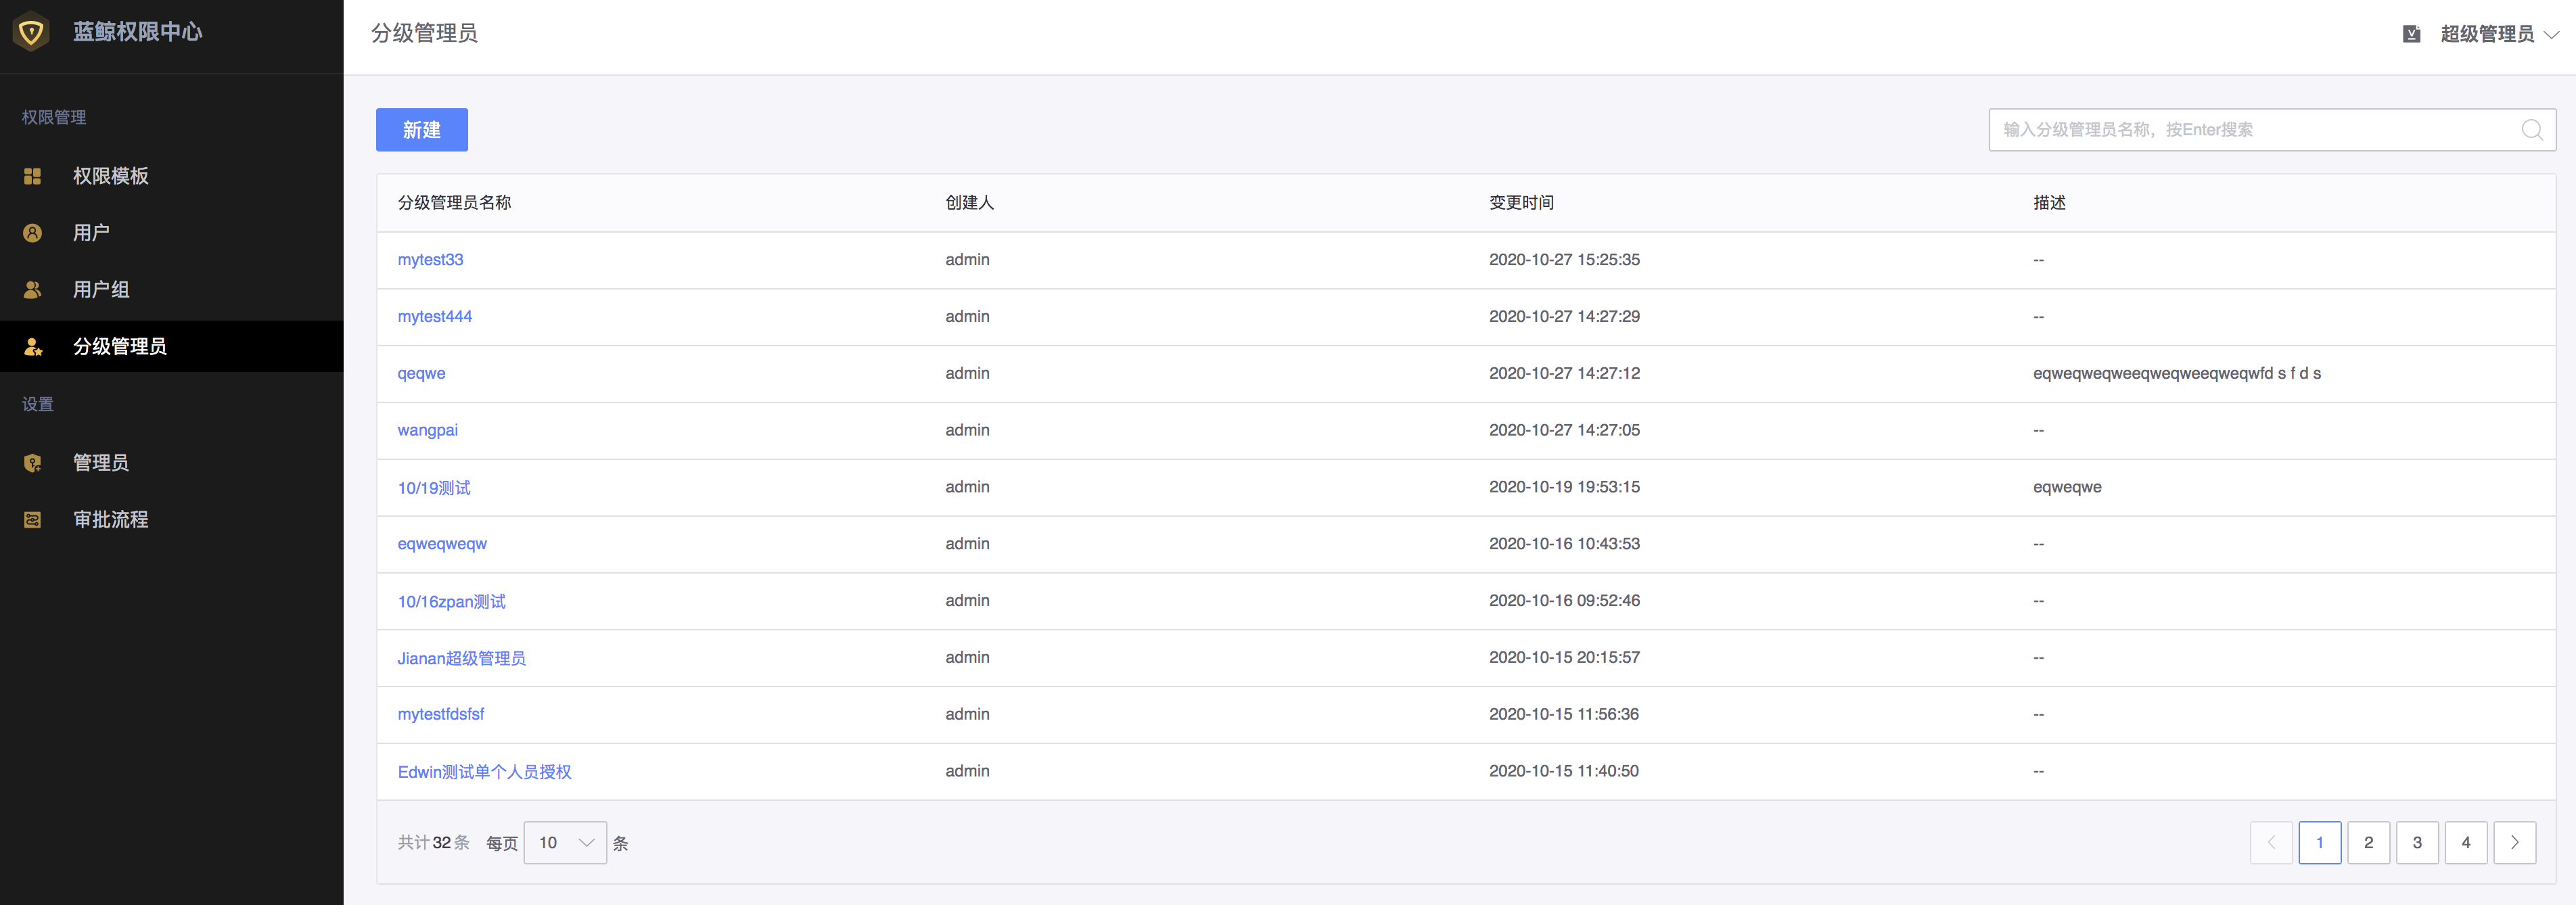 蓝鲸权限中心
权限管理
权限模板
用户
用户组
分级管理员
设置
管理员
审批流程
分级管理员
超级管理员
新建
输入分级管理员名称，按Enter搜索
分级管理员名称 创建人 变更时间 描述
mytest33 admin 2020-10-27 15:25:35 --
mytest444 admin 2020-10-27 14:27:29 --
qeqwe admin 2020-10-27 14:27:12 eqweqweqweeqweqweeqweqwfd s f d s
wangpai admin 2020-10-27 14:27:05 --
10/19测试 admin 2020-10-19 19:53:15 eqweqwe
eqweqweqw admin 2020-10-16 10:43:53 --
10/16zpan测试 admin 2020-10-16 09:52:46 --
Jianan超级管理员 admin 2020-10-15 20:15:57 --
mytestfdsfsf admin 2020-10-15 11:56:36 --
Edwin测试单个人员授权 admin 2020-10-15 11:40:50 --
共计 32 条 每页 10 条 1 2 3 4